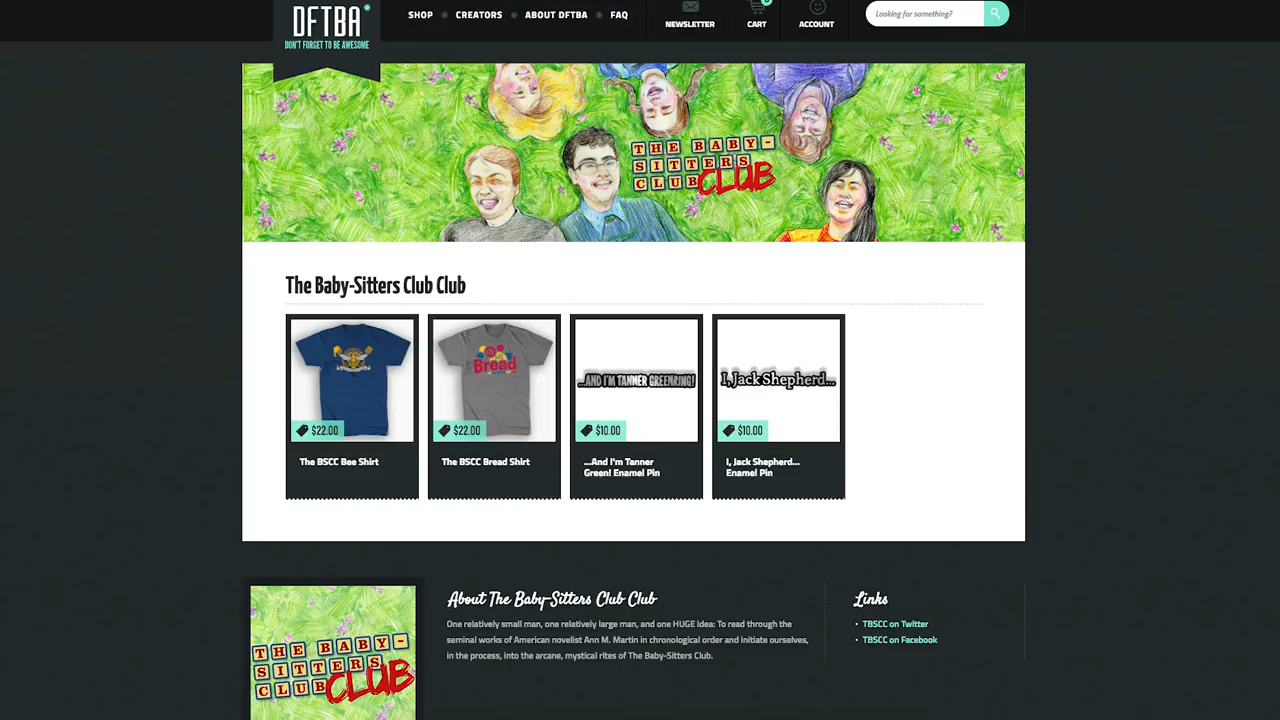 DFTBA
DON'T FORGET TO BE AWESOME
SHOP
CREATORS
ABOUT DFTBA
FAQ
NEWSLETTER
CART
ACCOUNT
Looking for something?
THE BABY-
SITTERS
CLUB CLUB
The Baby-Sitters Club Club
$22.00
The BSCC Bee Shirt
Bread
$22.00
The BSCC Bread Shirt
...AND I'M TANNER GREENRING!
$10.00
...And I'm Tanner
Green! Enamel Pin
I, Jack Shepherd...
$10.00
I, Jack Shepherd...
Enamel Pin
THE BABY-
SITTERS
CLUB CLUB
About The Baby-Sitters Club Club
One relatively small man, one relatively large man, and one HUGE idea: To read through the
seminal works of American novelist Ann M. Martin in chronological order and initiate ourselves,
in the process, into the arcane, mystical rites of The Baby-Sitters Club.
Links
TBSCC on Twitter
TBSCC on Facebook